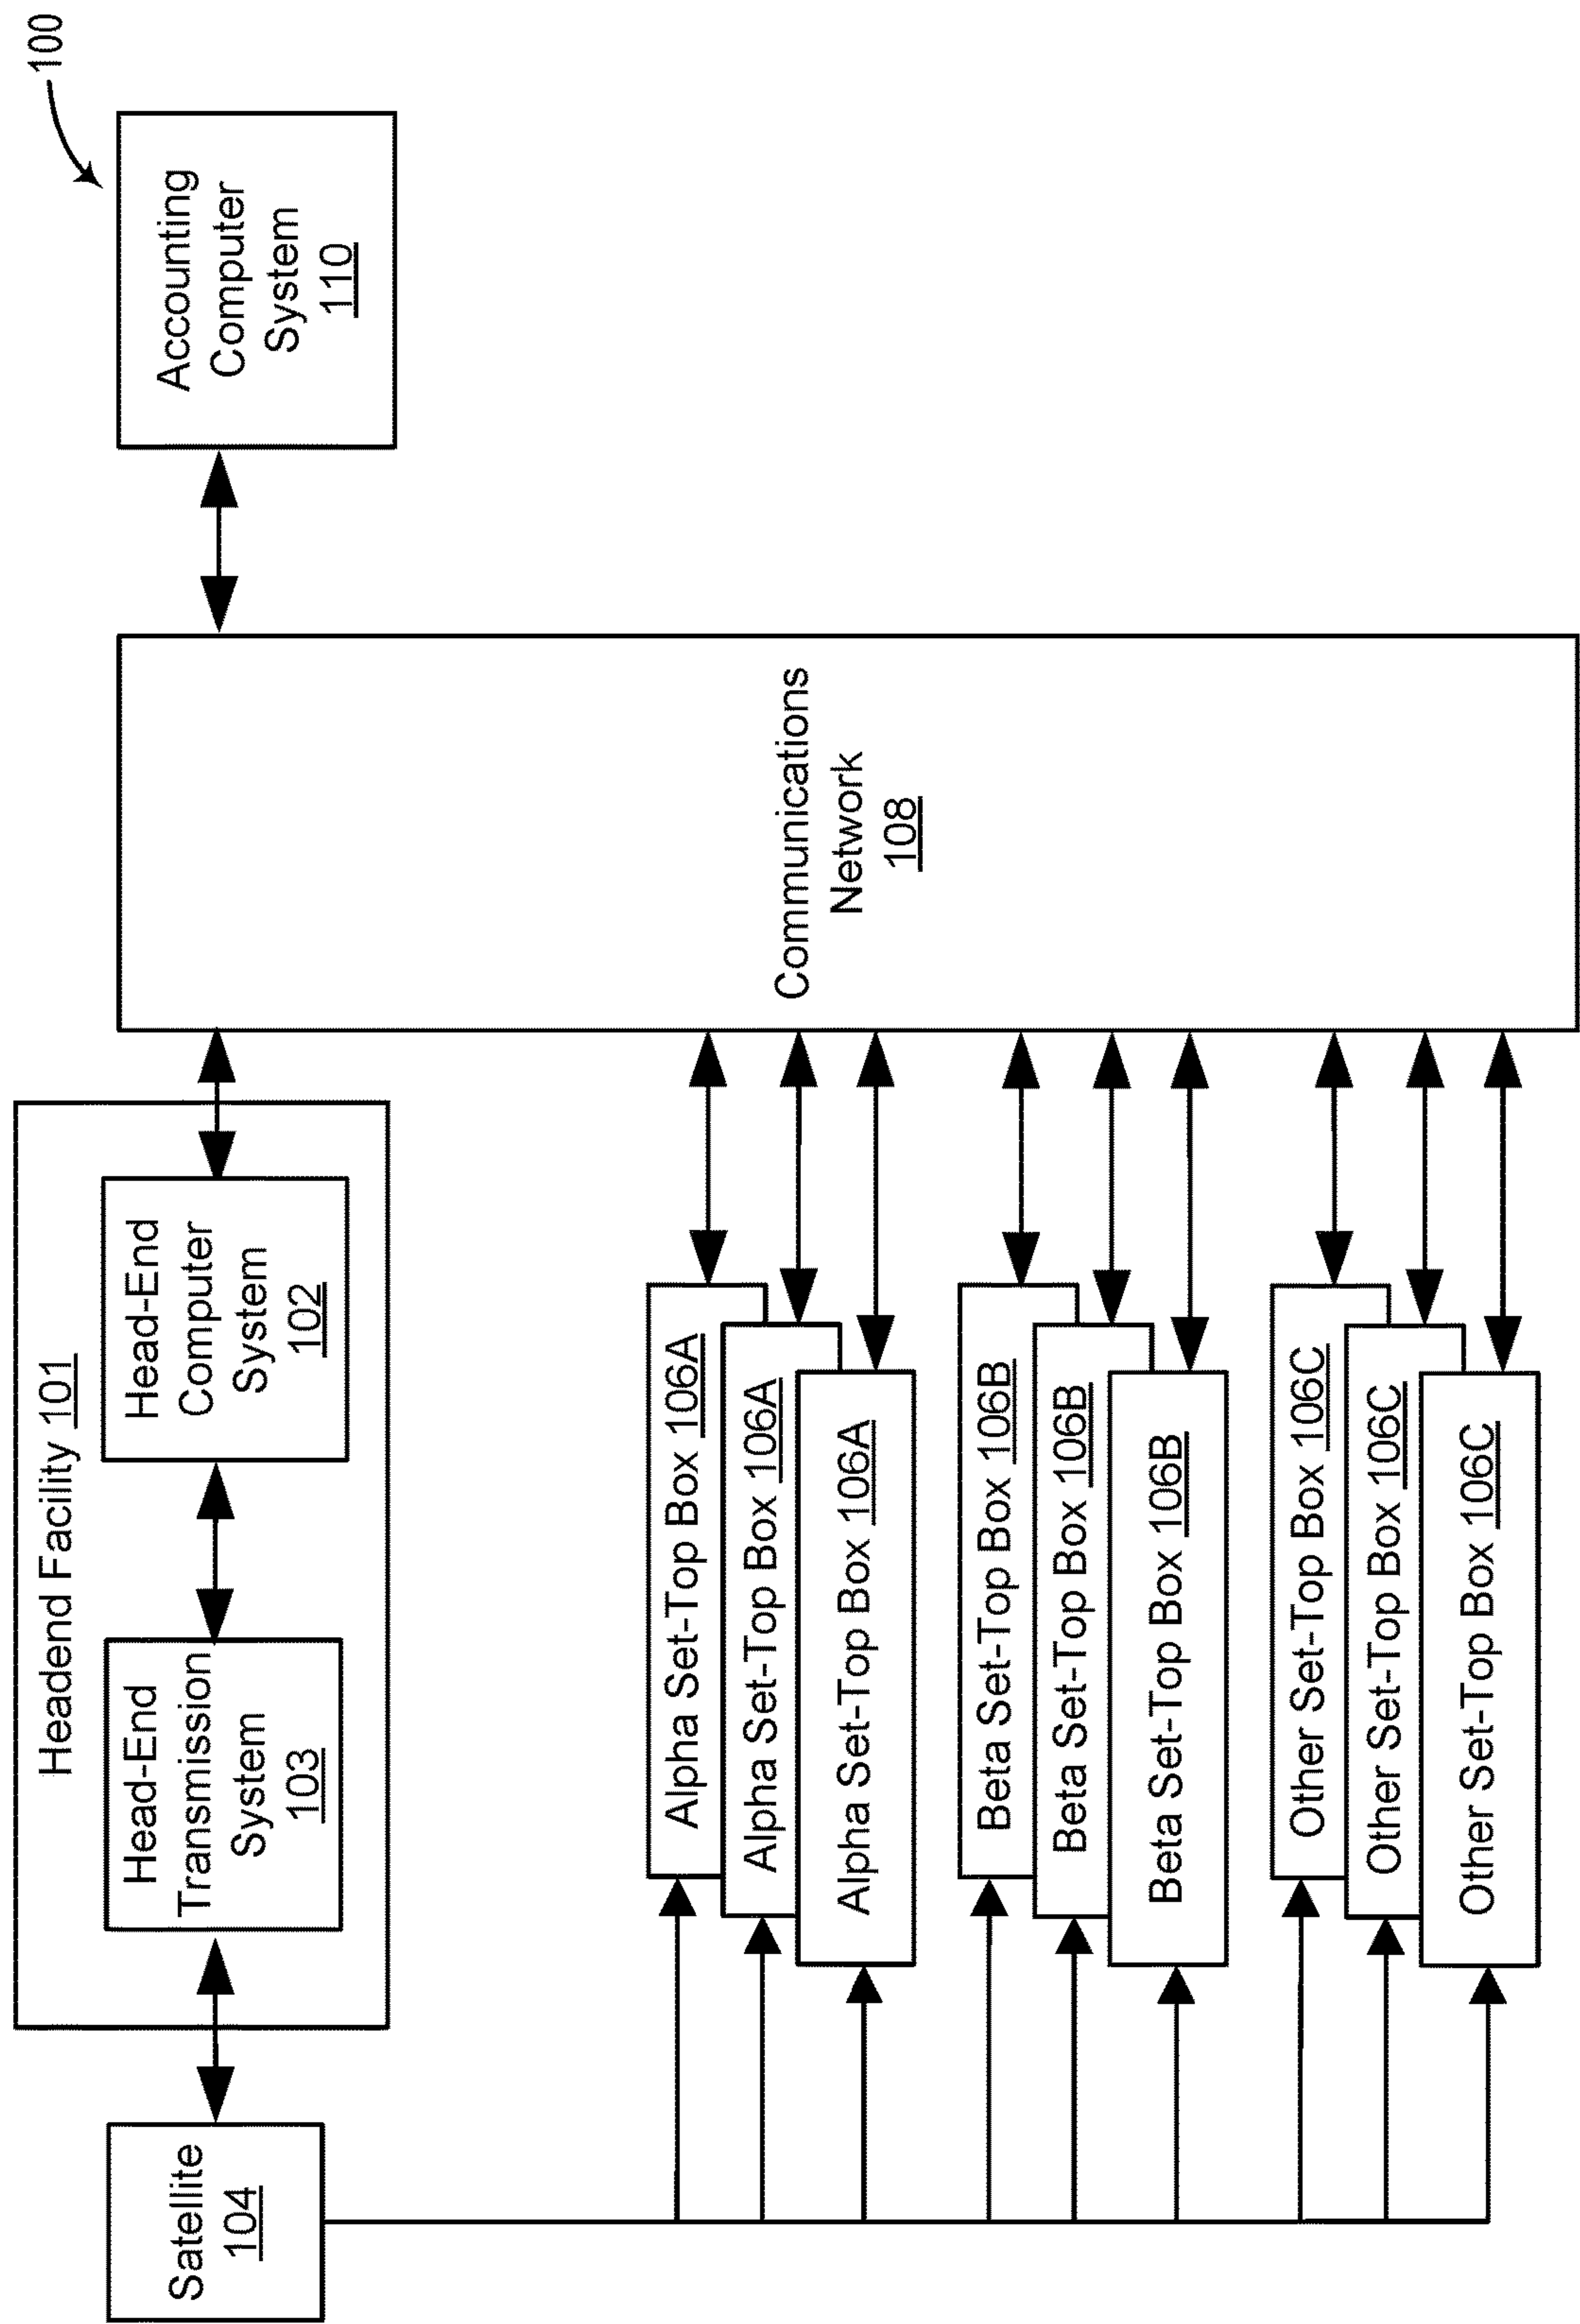 100
Headend Facility 101
Satellite
104
Head-End
Transmission
System
103
Head-End
Computer
System
102
Accounting
Computer
System
110
Communications
Network
108
Alpha Set-Top Box 106A
Alpha Set-Top Box 106A
Alpha Set-Top Box 106A
Beta Set-Top Box 106B
Beta Set-Top Box 106B
Beta Set-Top Box 106B
Other Set-Top Box 106C
Other Set-Top Box 106C
Other Set-Top Box 106C